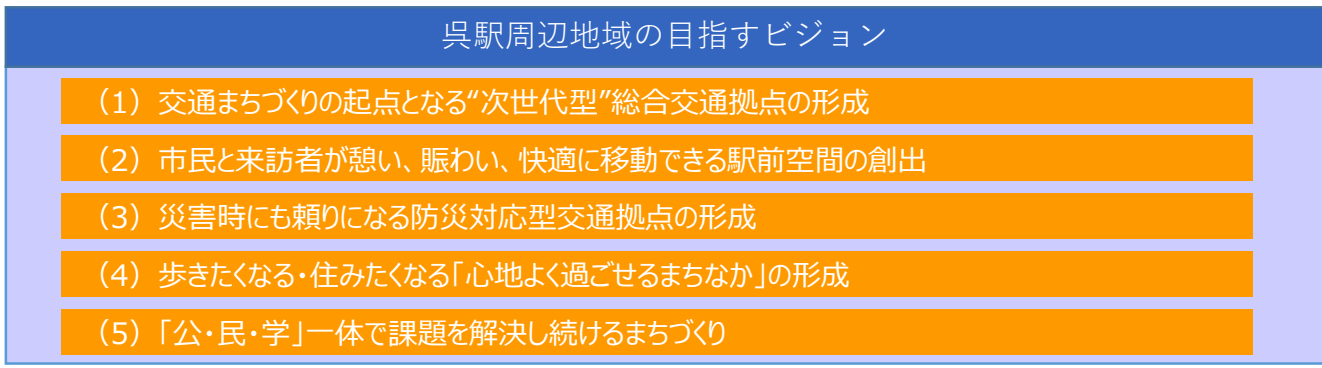 呉駅周辺地域の目指すビジョン
（1）交通まちづくりの起点となる“次世代型”総合交通拠点の形成
（2）市民と来訪者が憩い、賑わい、快適に移動できる駅前空間の創出
（3）災害時にも頼りになる防災対応型交通拠点の形成
（4）歩きたくなる・住みたくなる「心地よく過ごせるまちなか」の形成
（5）「公・民・学」一体で課題を解決し続けるまちづくり